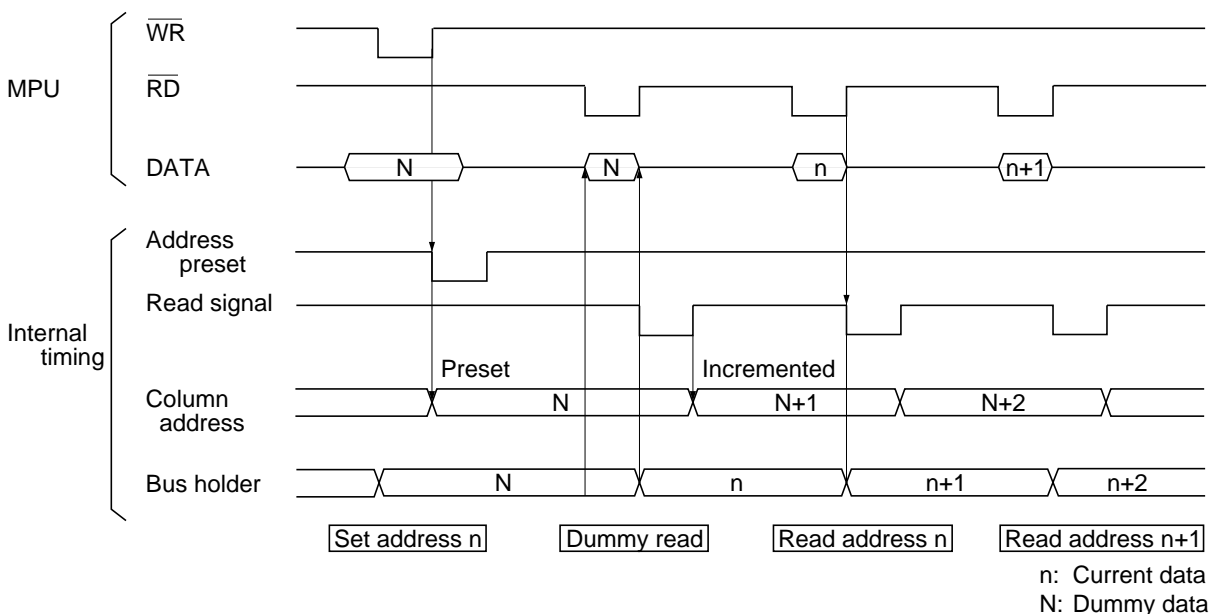 WR
MPU
RD
DATA
N
N
n
n+1
Address
preset
Read signal
Internal
timing
Preset
Incremented
Column
address
N
N+1
N+2
Bus holder
N
n
n+1
n+2
Set address n
Dummy read
Read address n
Read address n+1
n: Current data
N: Dummy data